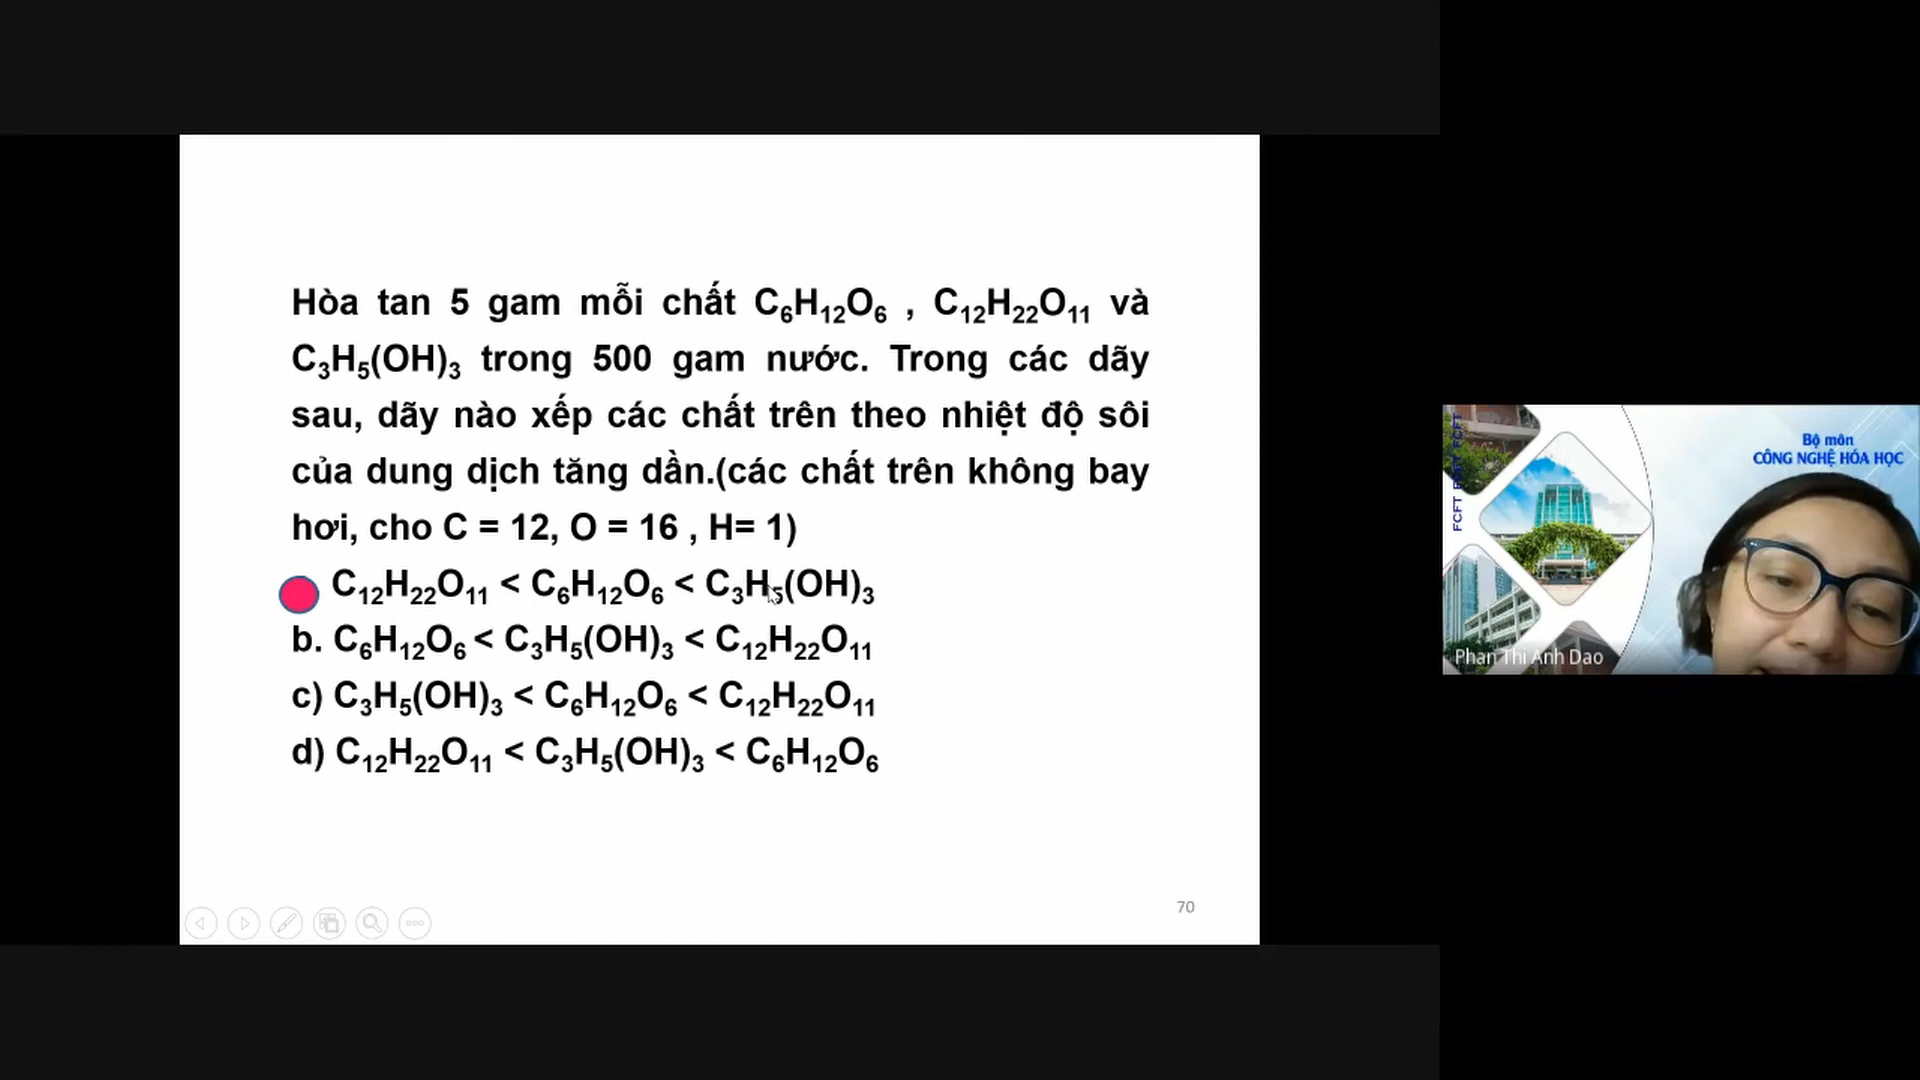 Hòa tan 5 gam mỗi chất C₆H₁₂O₆ , C₁₂H₂₂O₁₁ và
C₃H₅(OH)₃ trong 500 gam nước. Trong các dãy
sau, dãy nào xếp các chất trên theo nhiệt độ sôi
của dung dịch tăng dần.(các chất trên không bay
hơi, cho C = 12, O = 16 , H= 1)
C₁₂H₂₂O₁₁ < C₆H₁₂O₆ < C₃H₅(OH)₃
b. C₆H₁₂O₆ < C₃H₅(OH)₃ < C₁₂H₂₂O₁₁
c) C₃H₅(OH)₃ < C₆H₁₂O₆ < C₁₂H₂₂O₁₁
d) C₁₂H₂₂O₁₁ < C₃H₅(OH)₃ < C₆H₁₂O₆
70
Bộ môn
CÔNG NGHỆ HÓA HỌC
FCFT FCFT FCFT
Phan Thi Anh Dao